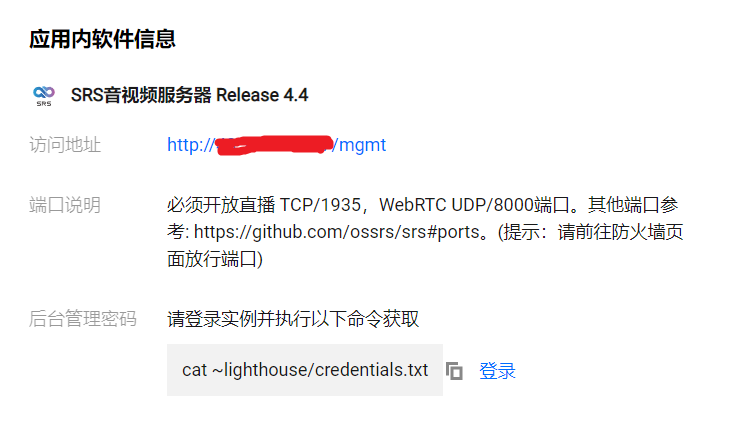 应用内软件信息
SRS
SRS音视频服务器 Release 4.4
访问地址
http:// /mgmt
端口说明
必须开放直播 TCP/1935，WebRTC UDP/8000端口。其他端口参
考: https://github.com/ossrs/srs#ports。(提示：请前往防火墙页
面放行端口)
后台管理密码
请登录实例并执行以下命令获取
cat ~lighthouse/credentials.txt
登录